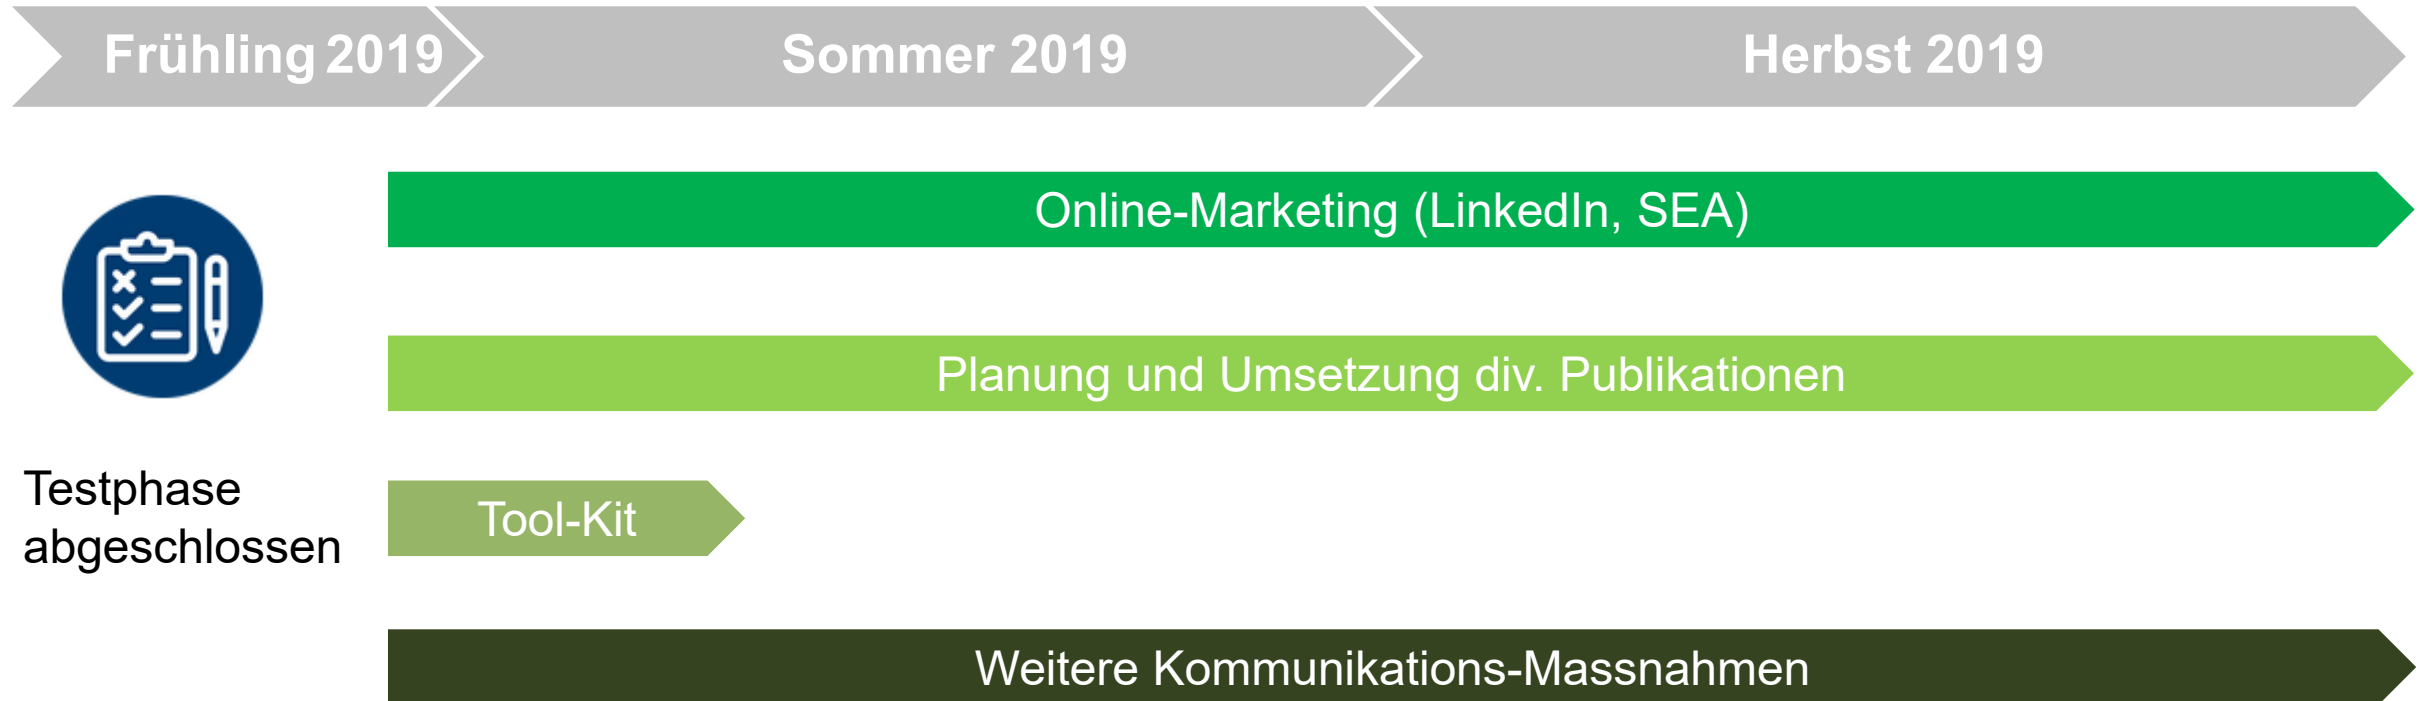 Frühling 2019
Sommer 2019
Herbst 2019
Online-Marketing (LinkedIn, SEA)
Planung und Umsetzung div. Publikationen
Testphase
abgeschlossen
Tool-Kit
Weitere Kommunikations-Massnahmen